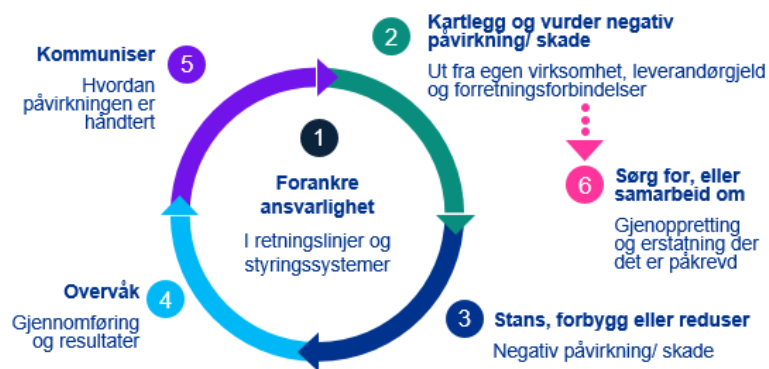 1
Forankre
ansvarlighet
I retningslinjer og
styringssystemer
2
Kartlegg og vurder negativ
påvirkning/ skade
Ut fra egen virksomhet, leverandørgjeld
og forretningsforbindelser
3
Stans, forbygg eller reduser
Negativ påvirkning/ skade
4
Overvåk
Gjennomføring
og resultater
5
Kommuniser
Hvordan
påvirkningen er
håndtert
6
Sørg for, eller
samarbeid om
Gjenoppretting
og erstatning der
det er påkrevd